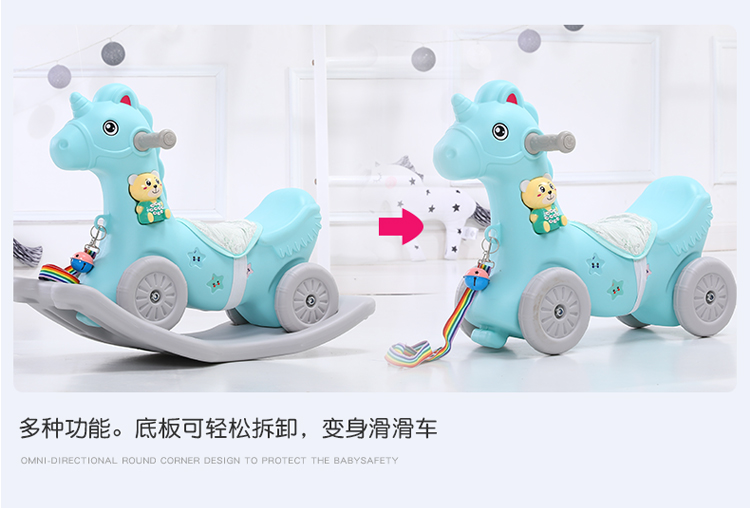 多种功能。底板可轻松拆卸，变身滑滑车
OMNI-DIRECTIONAL ROUND CORNER DESIGN TO PROTECT THE BABYSAFETY